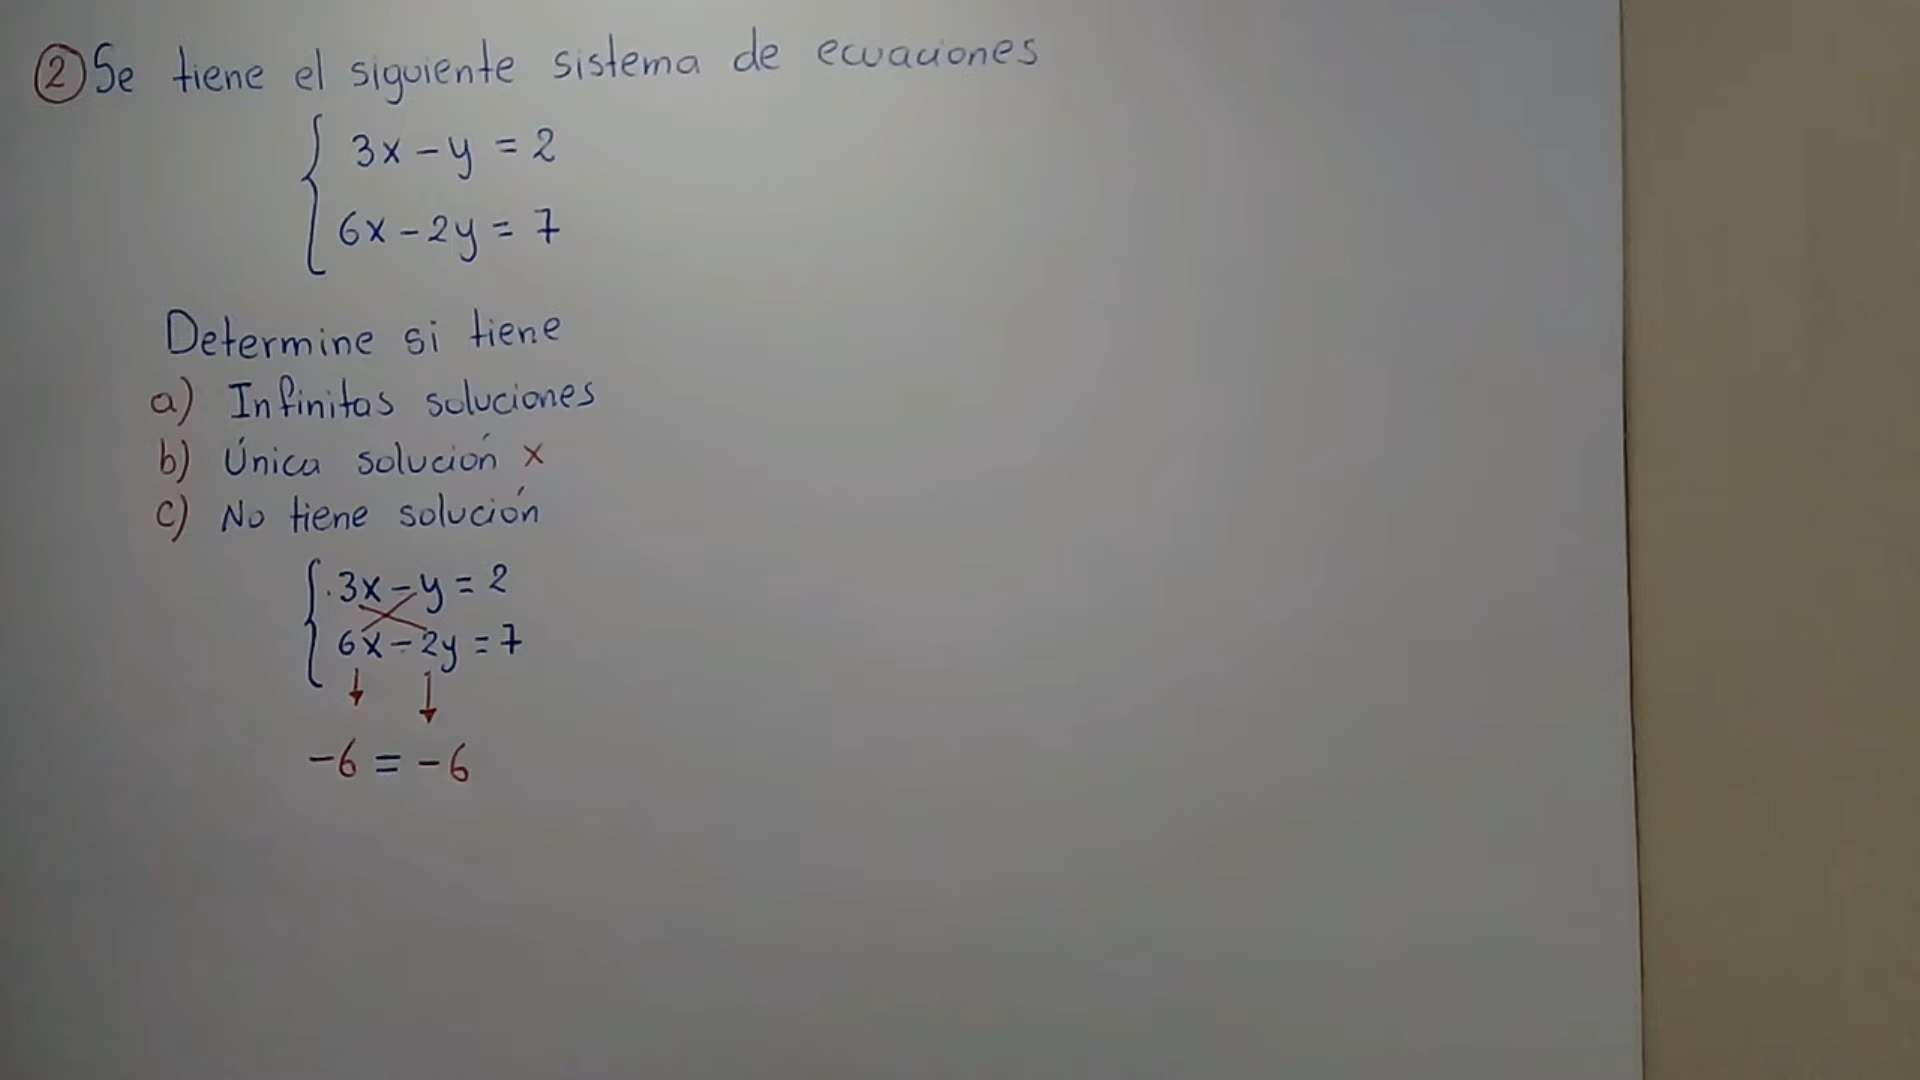 ② Se tiene el siguiente sistema de ecuaciones
3x - y = 2
6x - 2y = 7
Determine si tiene
a) Infinitas soluciones
b) Única solución x
c) No tiene solución
3x - y = 2
6x - 2y = 7
-6 = -6